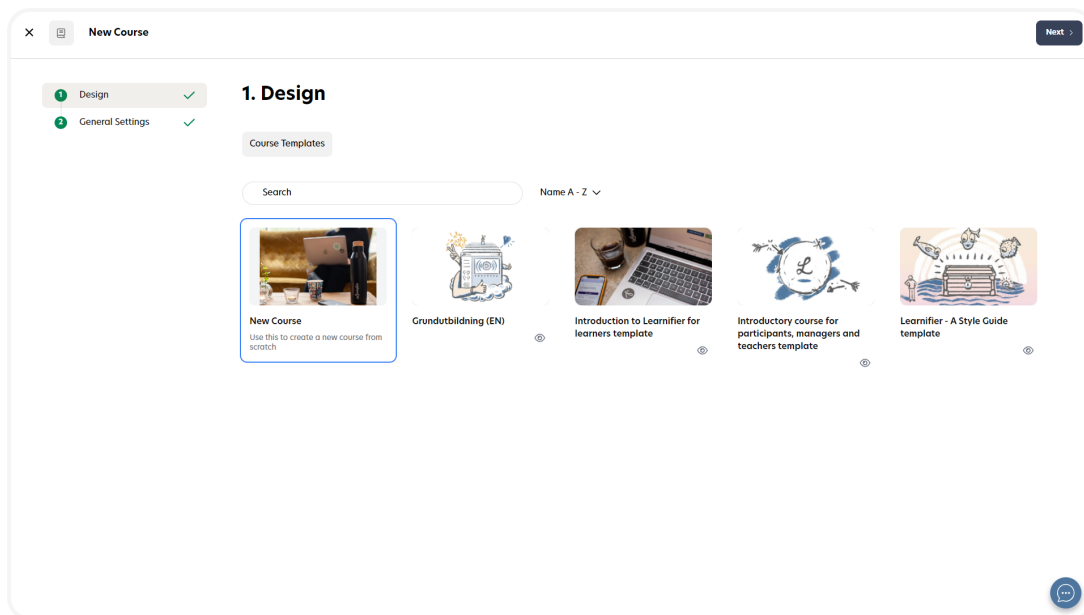 New Course
Next
1
Design
2
General Settings
1. Design
Course Templates
Search
Name A - Z
New Course
Use this to create a new course from
scratch
Grundutbildning (EN)
Introduction to Learnifier for
learners template
Introductory course for
participants, managers and
teachers template
Learnifier - A Style Guide
template